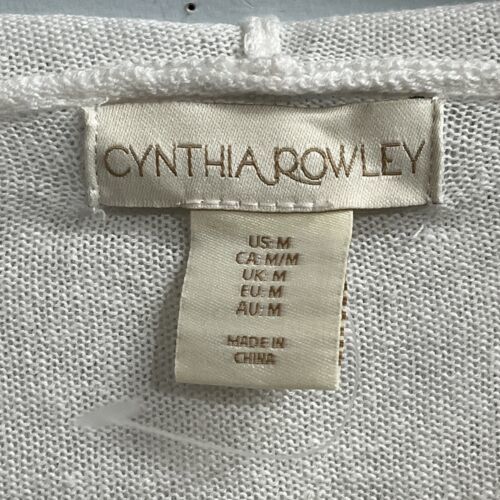 CYNTHIA ROWLEY
US: M
CA: M/M
UK: M
EU: M
AU: M
MADE IN
CHINA